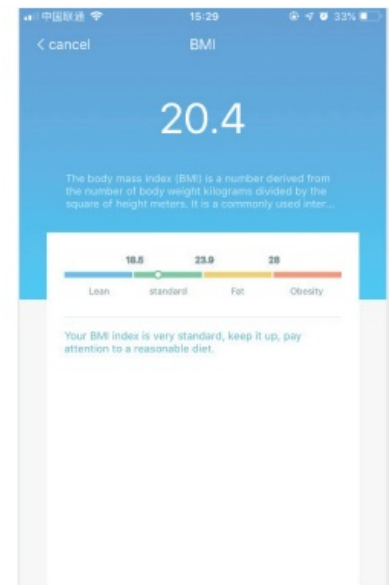 中国联通 15:29 33%
< cancel BMI
20.4
The body mass index (BMI) is a number derived from
the number of body weight kilograms divided by the
square of height meters. It is a commonly used inter...
18.5 23.9 28
Lean standard Fat Obesity
Your BMI index is very standard, keep it up, pay
attention to a reasonable diet.